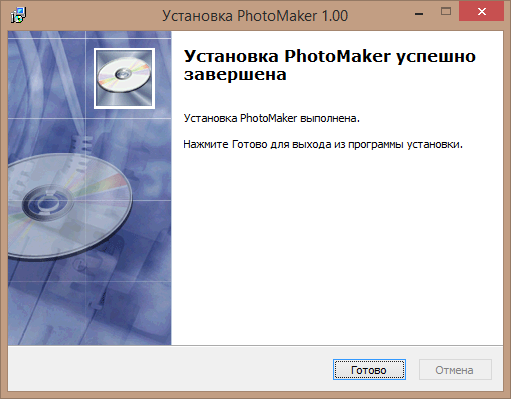 Установка PhotoMaker 1.00
Установка PhotoMaker успешно
завершена
Установка PhotoMaker выполнена.
Нажмите Готово для выхода из программы установки.
Готово
Отмена